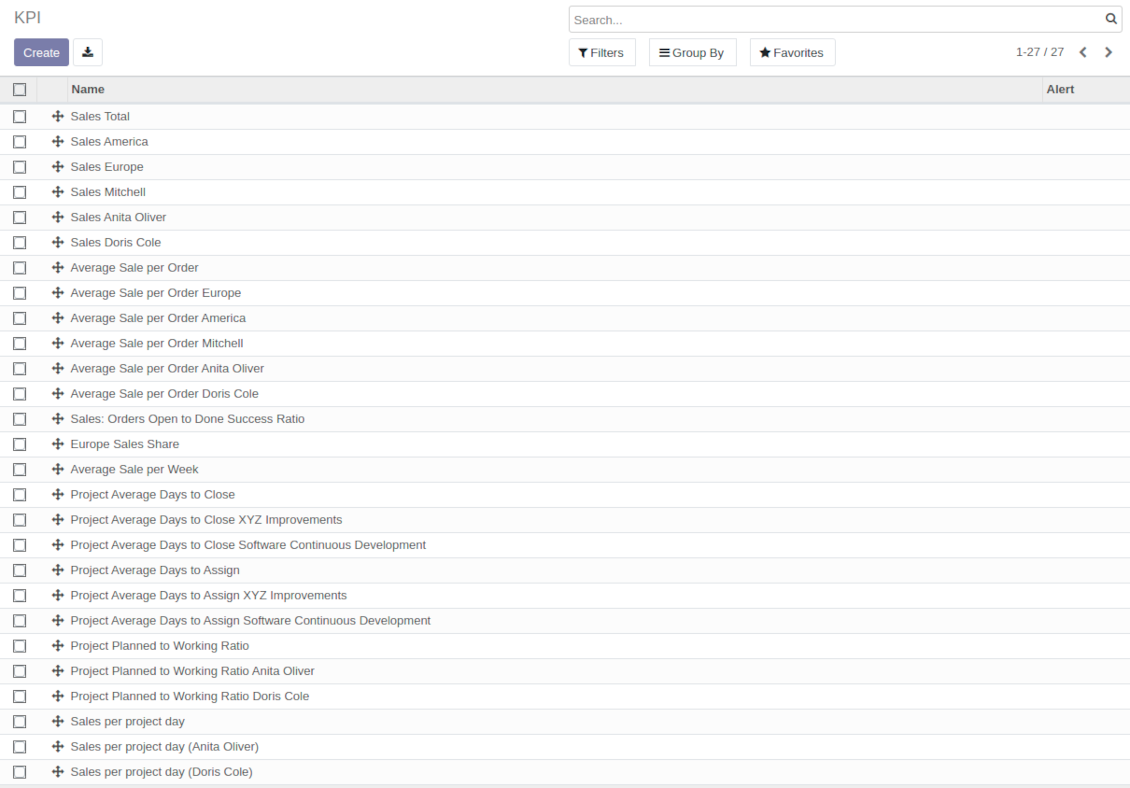 KPI
Search...
Create
Filters
Group By
Favorites
1-27 / 27
Name Alert
Sales Total
Sales America
Sales Europe
Sales Mitchell
Sales Anita Oliver
Sales Doris Cole
Average Sale per Order
Average Sale per Order Europe
Average Sale per Order America
Average Sale per Order Mitchell
Average Sale per Order Anita Oliver
Average Sale per Order Doris Cole
Sales: Orders Open to Done Success Ratio
Europe Sales Share
Average Sale per Week
Project Average Days to Close
Project Average Days to Close XYZ Improvements
Project Average Days to Close Software Continuous Development
Project Average Days to Assign
Project Average Days to Assign XYZ Improvements
Project Average Days to Assign Software Continuous Development
Project Planned to Working Ratio
Project Planned to Working Ratio Anita Oliver
Project Planned to Working Ratio Doris Cole
Sales per project day
Sales per project day (Anita Oliver)
Sales per project day (Doris Cole)